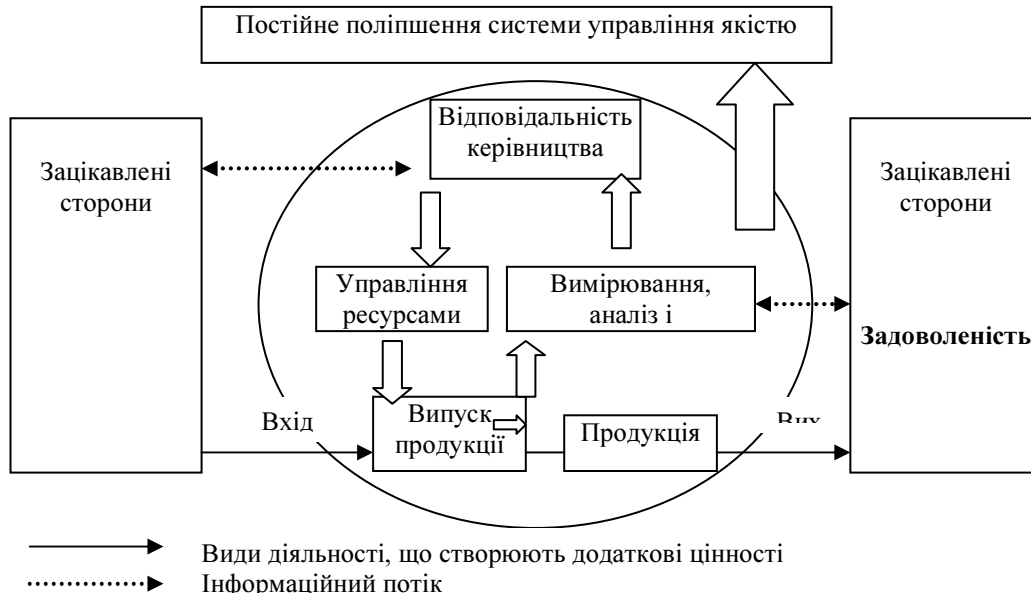 Постійне поліпшення системи управління якістю
Відповідальність
керівництва
Зацікавлені
сторони
Зацікавлені
сторони
Управління
ресурсами
Вимірювання,
аналіз і
Задоволеність
Вхід
Випуск
продукції
Продукція
Вих
Види діяльності, що створюють додаткові цінності
Інформаційний потік